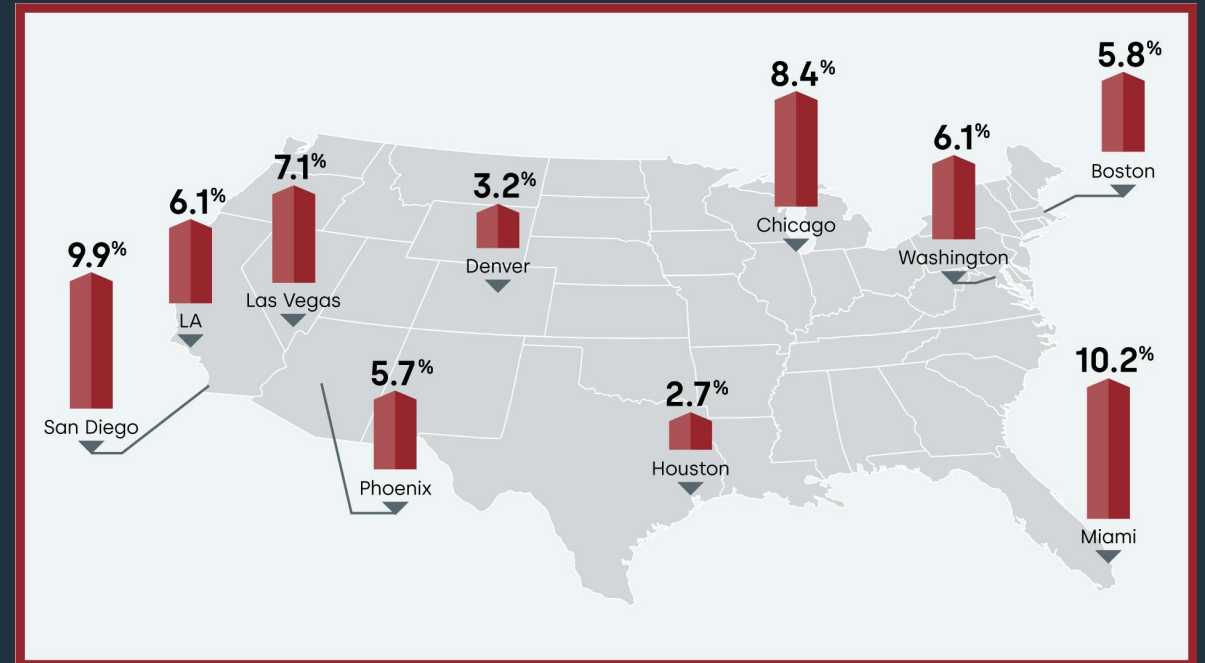 9.9%
San Diego
6.1%
LA
7.1%
Las Vegas
3.2%
Denver
5.7%
Phoenix
2.7%
Houston
8.4%
Chicago
6.1%
Washington
5.8%
Boston
10.2%
Miami